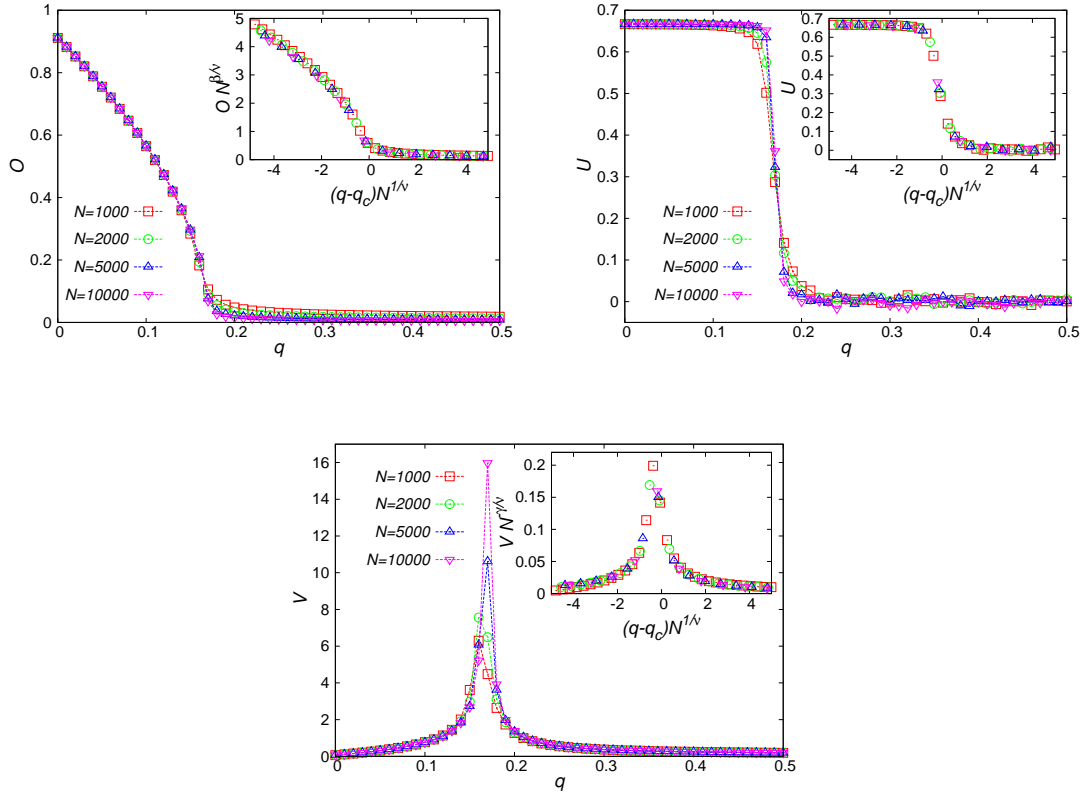 O
1
0.8
0.6
0.4
0.2
0
0 0.1 0.2 0.3 0.4 0.5
q
N=1000
N=2000
N=5000
N=10000
O N^{β/ν}
5
4
3
2
1
0
-4 -2 0 2 4
(q-q_c)N^{1/ν}
U
0.7
0.6
0.5
0.4
0.3
0.2
0.1
0
0 0.1 0.2 0.3 0.4 0.5
q
N=1000
N=2000
N=5000
N=10000
U
0.7
0.6
0.5
0.4
0.3
0.2
0.1
0
-4 -2 0 2 4
(q-q_c)N^{1/ν}
V
16
14
12
10
8
6
4
2
0
0 0.1 0.2 0.3 0.4 0.5
q
N=1000
N=2000
N=5000
N=10000
V N^{-γ/ν}
0.2
0.15
0.1
0.05
0
-4 -2 0 2 4
(q-q_c)N^{1/ν}